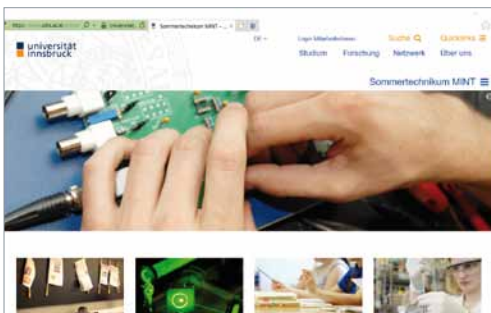 Sommertechnikum MINT
DE
Login Mitarbeiterinnen
Suche
Quicklinks
universität
innsbruck
Studium
Forschung
Netzwerk
Über uns
Sommertechnikum MINT